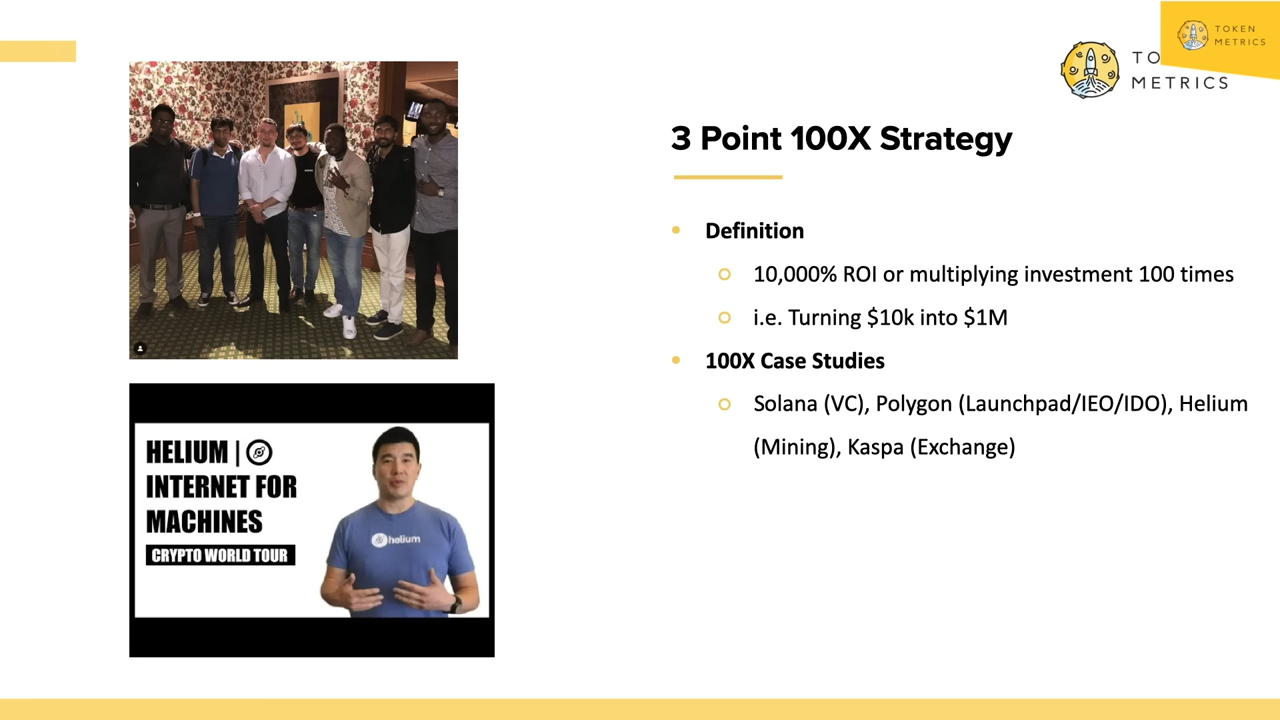 TOKEN
METRICS
TO
METRICS
3 Point 100X Strategy
Definition
10,000% ROI or multiplying investment 100 times
i.e. Turning $10k into $1M
100X Case Studies
Solana (VC), Polygon (Launchpad/IEO/IDO), Helium
(Mining), Kaspa (Exchange)
HELIUM |
INTERNET FOR
MACHINES
CRYPTO WORLD TOUR
helium